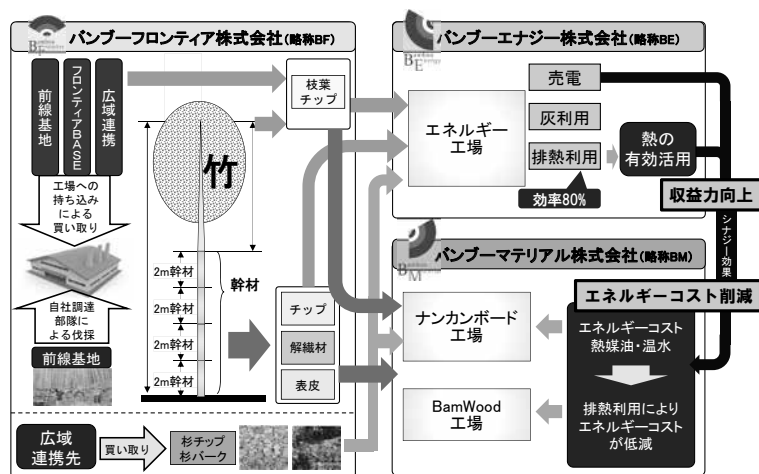 バンブーフロンティア株式会社(略称BF)
BF
前線基地
フロンティアBASE
広域連携
工場への
持ち込み
による
買い取り
自社調達
部隊に
よる伐採
前線基地
竹
2m幹材
2m幹材
2m幹材
2m幹材
幹材
枝葉
チップ
チップ
解繊材
表皮
広域
連携先
買い取り
杉チップ
杉バーク
バンブーエナジー株式会社(略称BE)
BE
エネルギー
工場
売電
灰利用
排熱利用
効率80%
熱の
有効活用
収益力向上
シナジー効果
バンブーマテリアル株式会社(略称BM)
BM
エネルギーコスト削減
ナンカンボード
工場
BamWood
工場
エネルギーコスト
熱媒油・温水
排熱利用により
エネルギーコスト
が低減